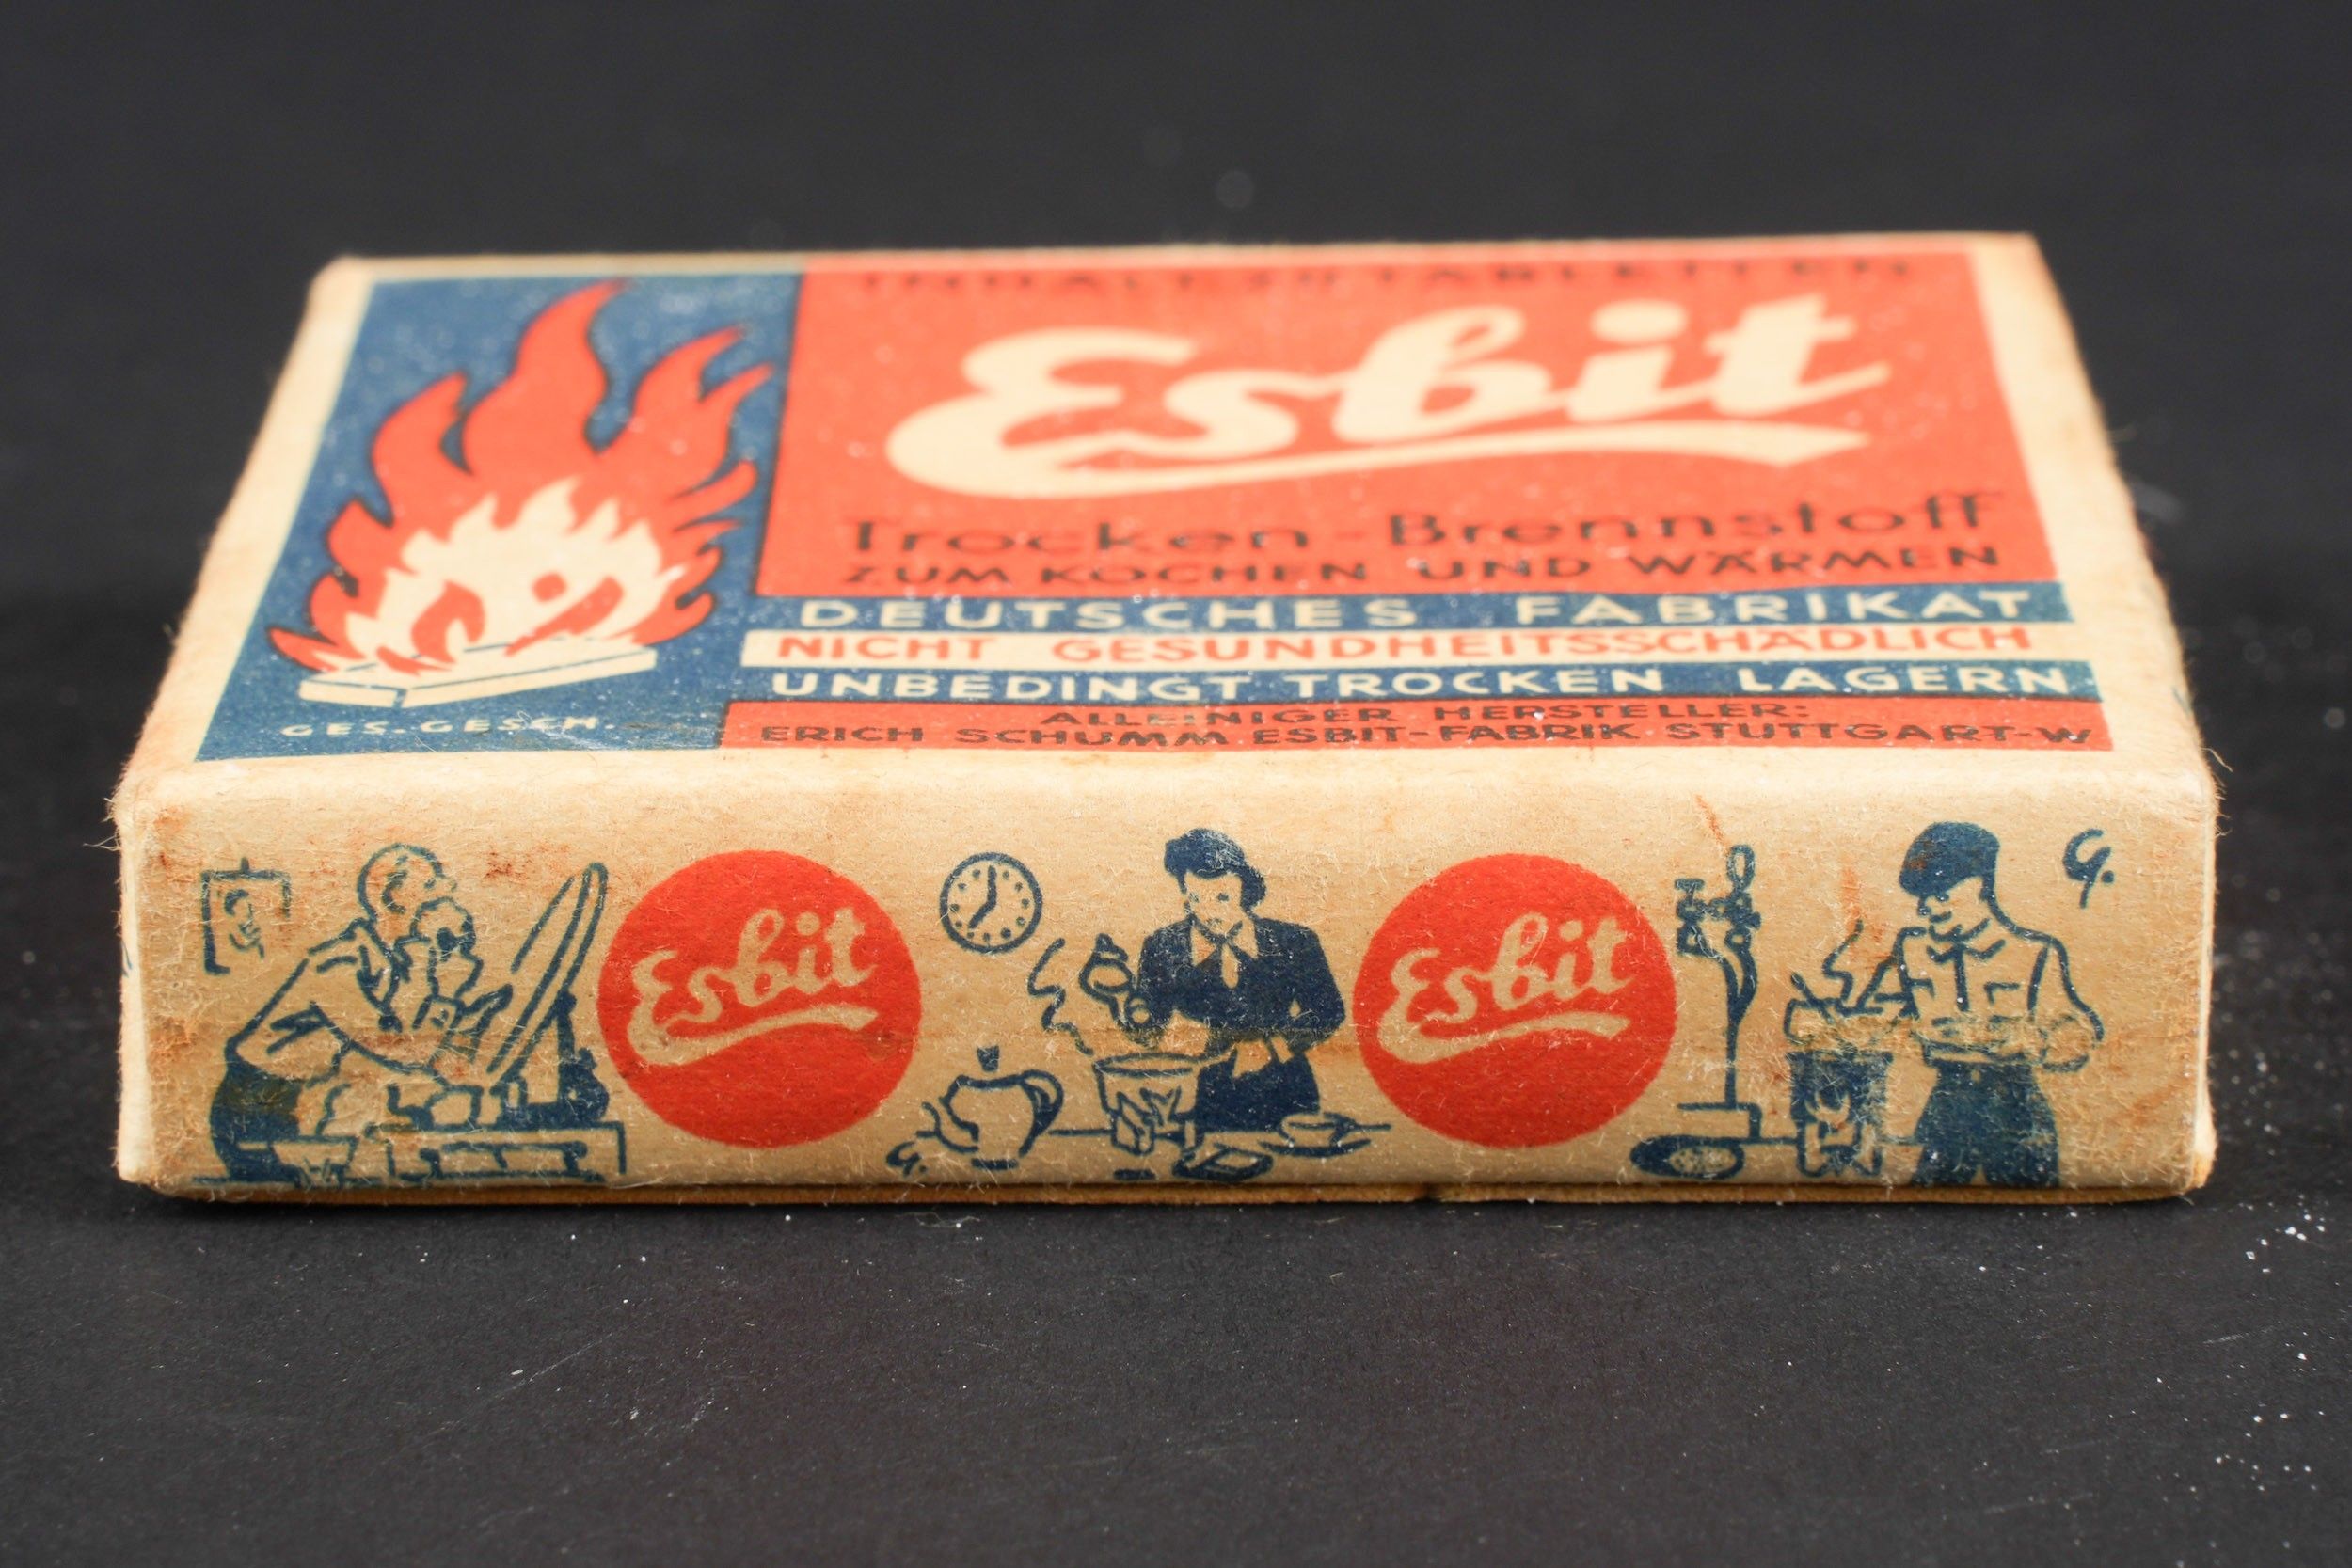 INHALT 30 TABLETTEN
Esbit
Trocken-Brennstoff
ZUM KOCHEN UND WÄRMEN
DEUTSCHES FABRIKAT
NICHT GESUNDHEITSSCHÄDLICH
UNBEDINGT TROCKEN LAGERN
GES. GESCH.
ALLEINIGER HERSTELLER:
ERICH SCHUMM ESBIT-FABRIK STUTTGART-W
Esbit
Esbit